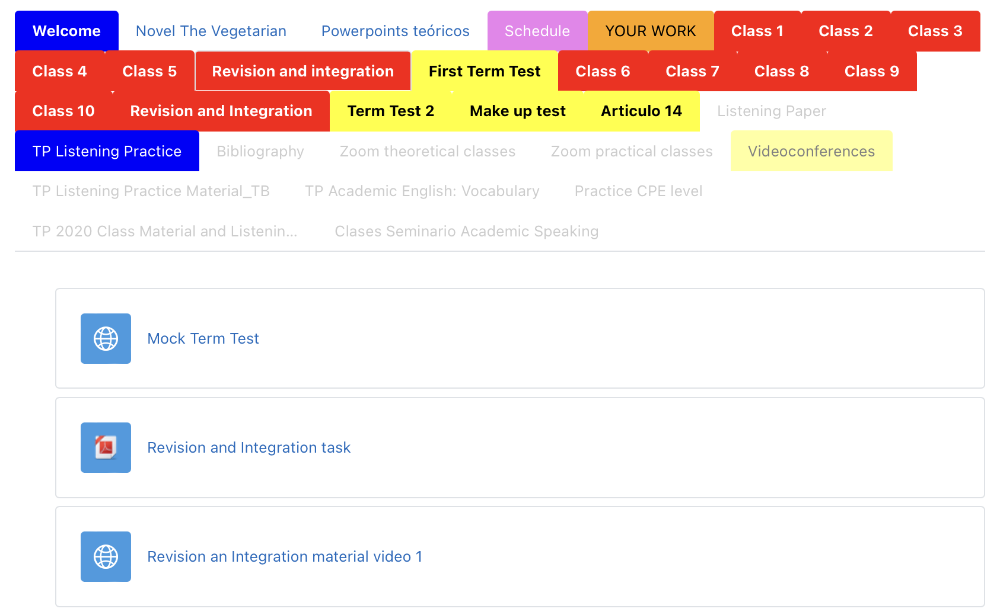 Welcome Novel The Vegetarian Powerpoints teóricos Schedule YOUR WORK Class 1 Class 2 Class 3
Class 4 Class 5 Revision and integration First Term Test Class 6 Class 7 Class 8 Class 9
Class 10 Revision and Integration Term Test 2 Make up test Articulo 14 Listening Paper
TP Listening Practice Bibliography Zoom theoretical classes Zoom practical classes Videoconferences
TP Listening Practice Material_TB TP Academic English: Vocabulary Practice CPE level
TP 2020 Class Material and Listenin... Clases Seminario Academic Speaking
Mock Term Test
Revision and Integration task
Revision an Integration material video 1